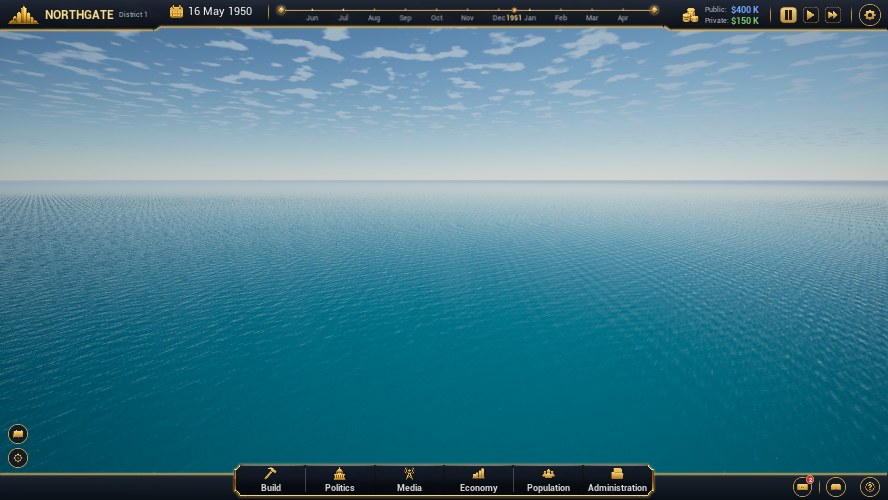 NORTHGATE District 1
16 May 1950
Jun Jul Aug Sep Oct Nov Dec 1951 Jan Feb Mar Apr
Public: $400 K
Private: $150 K
2
Build Politics Media Economy Population Administration